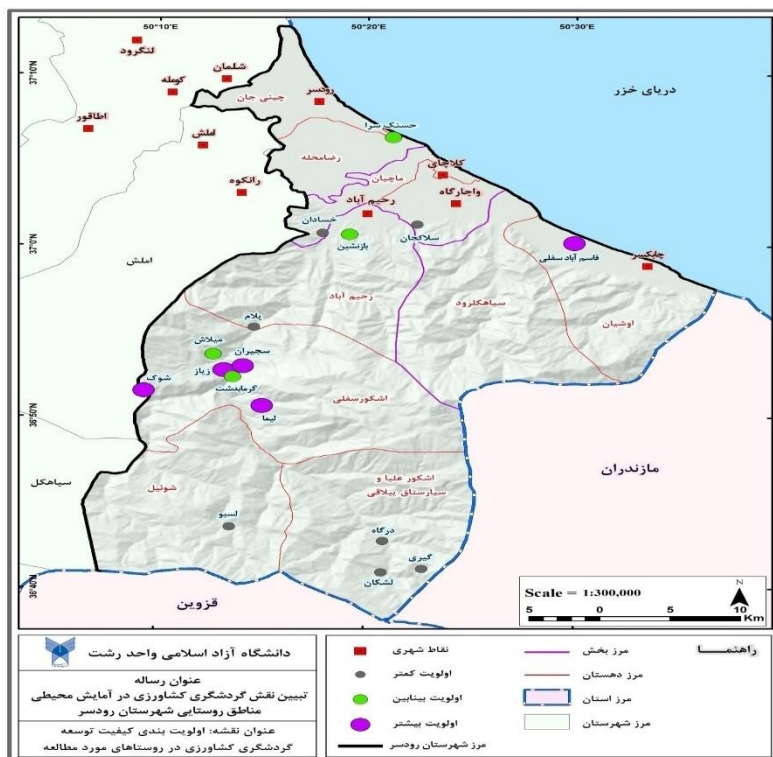 50°10'E
50°20'E
50°30'E
37°10'N
37°0'N
36°50'N
36°40'N
لنگرود
شلمان
کومله
چینی جان
رودسر
دریای خزر
اطاقور
املش
رضامحله
حسنک سرا
ماچیان
کلاچای
رانکوه
واجارگاه
رحیم آباد
حسادان
بازنشین
سلاکجان
قاسم آباد سفلی
چابکسر
املش
رحیم آباد
سیاهکلرود
اوشیان
پلام
میلاش
سجیران
زیاز
شوک
گرمابدشت
لیما
اشکورسفلی
مازندران
سیاهکل
شوئیل
اشکور علیا و
سیارستاق ییلاقی
لسبو
درگاه
گیری
لشکان
قزوین
Scale = 1:300,000
N
5 0 5 10
Km
راهنمــــا
مرز بخش
مرز دهستان
مرز استان
مرز شهرستان
نقاط شهری
اولویت کمتر
اولویت بینابین
اولویت بیشتر
مرز شهرستان رودسر
دانشگاه آزاد اسلامی واحد رشت
عنوان رساله
تبیین نقش گردشگری کشاورزی در آمایش محیطی
مناطق روستایی شهرستان رودسر
عنوان نقشه: اولویت بندی کیفیت توسعه
گردشگری کشاورزی در روستاهای مورد مطالعه